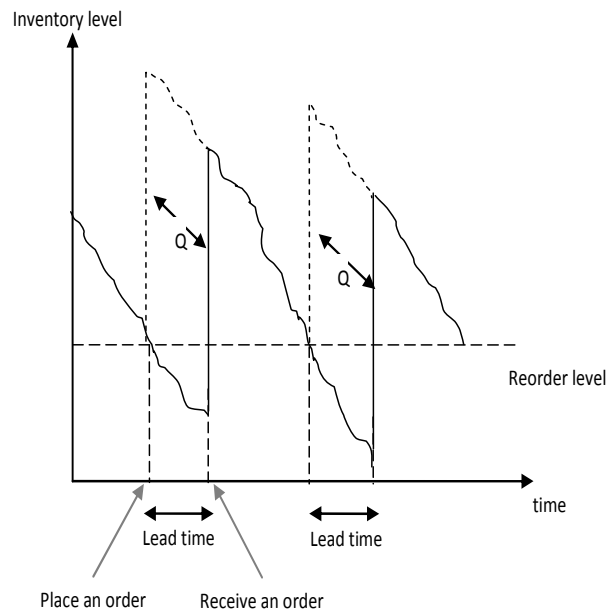 Inventory level
Q
Q
Reorder level
time
Lead time
Lead time
Place an order
Receive an order